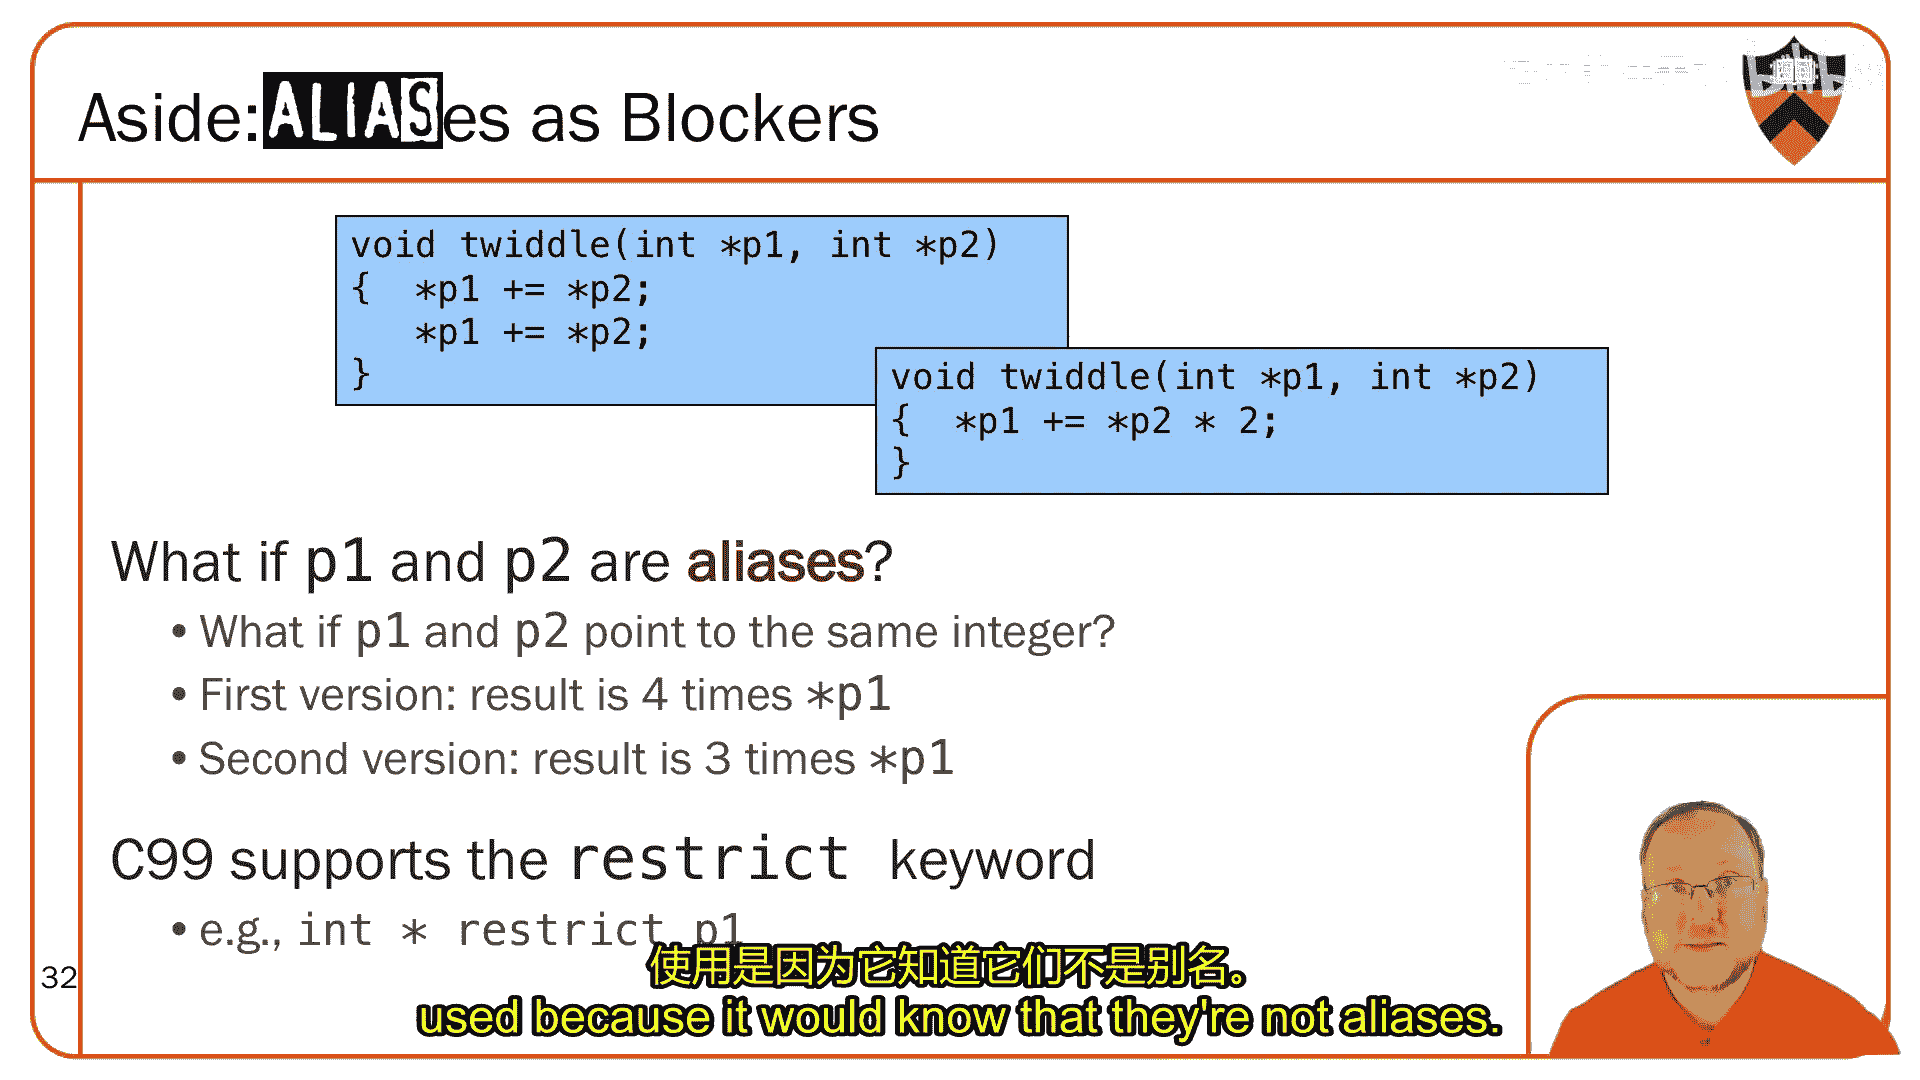 Aside:ALIASes as Blockers
void twiddle(int *p1, int *p2)
{  *p1 += *p2;
   *p1 += *p2;
}
void twiddle(int *p1, int *p2)
{  *p1 += *p2 * 2;
}
What if p1 and p2 are aliases?
• What if p1 and p2 point to the same integer?
• First version: result is 4 times *p1
• Second version: result is 3 times *p1
C99 supports the restrict keyword
• e.g., int * restrict p1
32
使用是因为它知道它们不是别名。
used because it would know that they're not aliases.